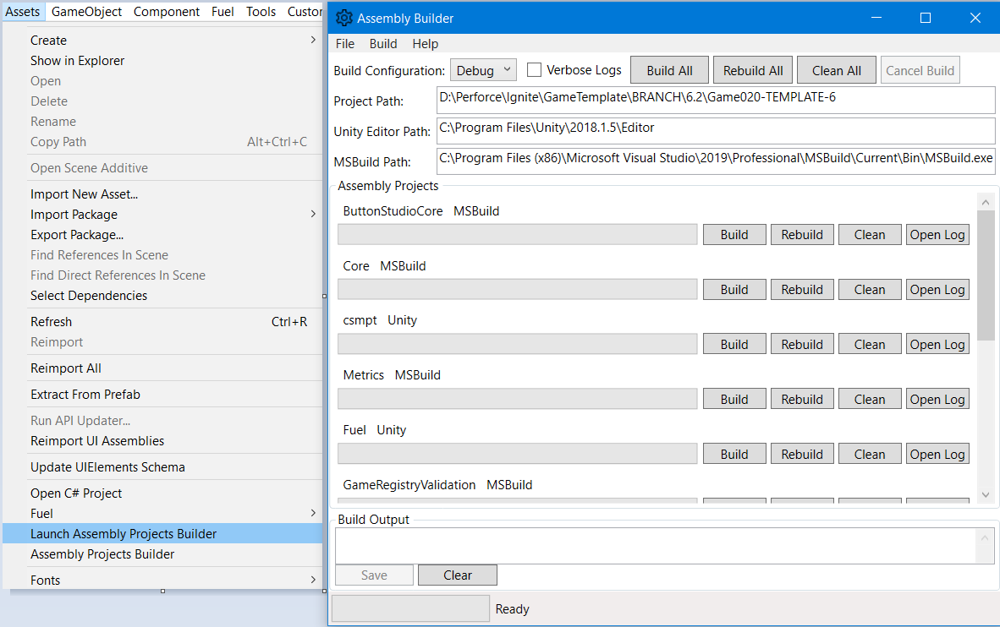 Assets GameObject Component Fuel Tools Custor
Create
Show in Explorer
Open
Delete
Rename
Copy Path Alt+Ctrl+C
Open Scene Additive
Import New Asset...
Import Package
Export Package...
Find References In Scene
Find Direct References In Scene
Select Dependencies
Refresh Ctrl+R
Reimport
Reimport All
Extract From Prefab
Run API Updater...
Reimport UI Assemblies
Update UIElements Schema
Open C# Project
Fuel
Launch Assembly Projects Builder
Assembly Projects Builder
Fonts
Assembly Builder
File Build Help
Build Configuration: Debug Verbose Logs Build All Rebuild All Clean All Cancel Build
Project Path: D:\Perforce\Ignite\GameTemplate\BRANCH\6.2\Game020-TEMPLATE-6
Unity Editor Path: C:\Program Files\Unity\2018.1.5\Editor
MSBuild Path: C:\Program Files (x86)\Microsoft Visual Studio\2019\Professional\MSBuild\Current\Bin\MSBuild.exe
Assembly Projects
ButtonStudioCore MSBuild
Build Rebuild Clean Open Log
Core MSBuild
Build Rebuild Clean Open Log
csmpt Unity
Build Rebuild Clean Open Log
Metrics MSBuild
Build Rebuild Clean Open Log
Fuel Unity
Build Rebuild Clean Open Log
GameRegistryValidation MSBuild
Build Output
Save Clear
Ready